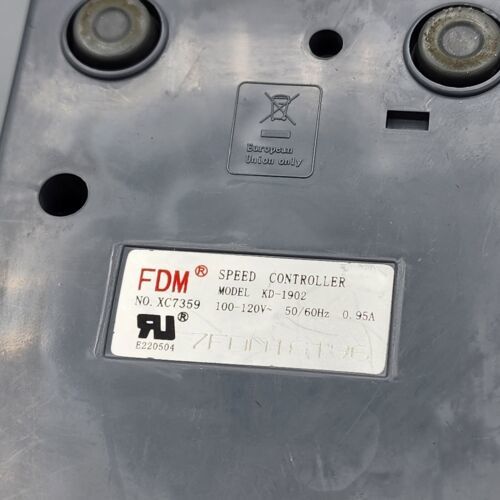 European
Union only
FDM® SPEED CONTROLLER
NO. XC7359 MODEL KD-1902
100-120V~ 50/60Hz 0.95A
E220504